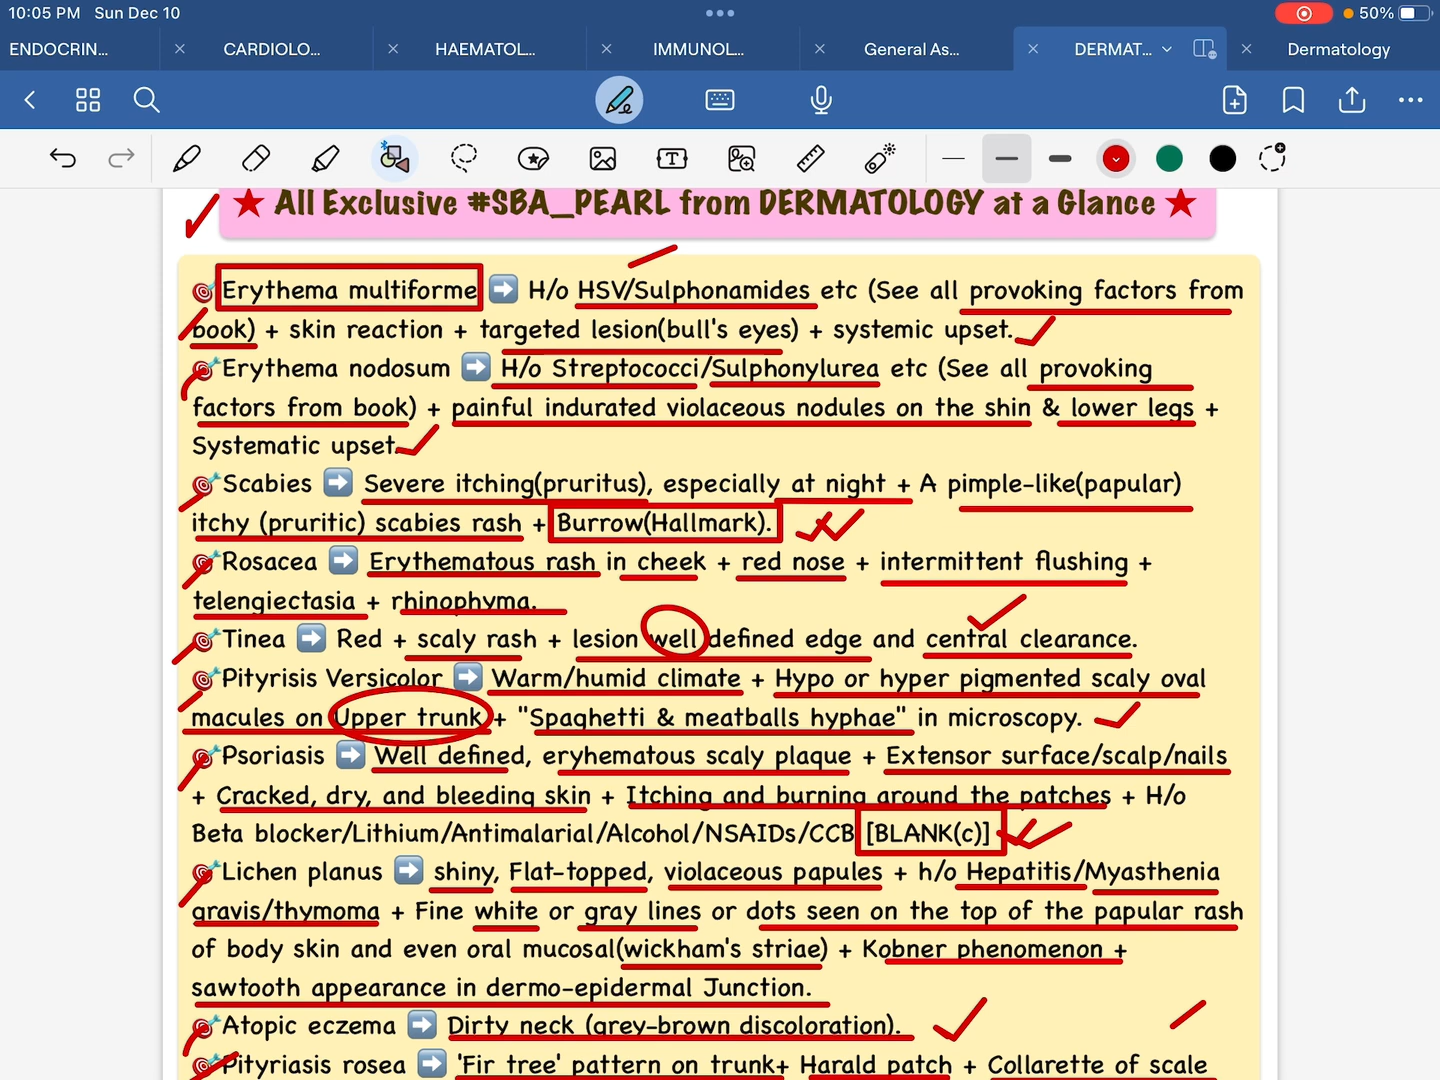 10:05 PM Sun Dec 10
50%
ENDOCRIN...
CARDIOLO...
HAEMATOL...
IMMUNOL...
General As...
DERMAT...
Dermatology
All Exclusive #SBA_PEARL from DERMATOLOGY at a Glance
Erythema multiforme ➡ H/o HSV/Sulphonamides etc (See all provoking factors from
book) + skin reaction + targeted lesion(bull's eyes) + systemic upset.
Erythema nodosum ➡ H/o Streptococci/Sulphonylurea etc (See all provoking
factors from book) + painful indurated violaceous nodules on the shin & lower legs +
Systematic upset.
Scabies ➡ Severe itching(pruritus), especially at night + A pimple-like(papular)
itchy (pruritic) scabies rash + Burrow(Hallmark).
Rosacea ➡ Erythematous rash in cheek + red nose + intermittent flushing +
telengiectasia + rhinophyma.
Tinea ➡ Red + scaly rash + lesion well defined edge and central clearance.
Pityrisis Versicolor ➡ Warm/humid climate + Hypo or hyper pigmented scaly oval
macules on Upper trunk + "Spaghetti & meatballs hyphae" in microscopy.
Psoriasis ➡ Well defined, eryhematous scaly plaque + Extensor surface/scalp/nails
+ Cracked, dry, and bleeding skin + Itching and burning around the patches + H/o
Beta blocker/Lithium/Antimalarial/Alcohol/NSAIDs/CCB [BLANK(c)]
Lichen planus ➡ shiny, Flat-topped, violaceous papules + h/o Hepatitis/Myasthenia
gravis/thymoma + Fine white or gray lines or dots seen on the top of the papular rash
of body skin and even oral mucosal(wickham's striae) + Kobner phenomenon +
sawtooth appearance in dermo-epidermal Junction.
Atopic eczema ➡ Dirty neck (grey-brown discoloration).
Pityriasis rosea ➡ 'Fir tree' pattern on trunk+ Harald patch + Collarette of scale